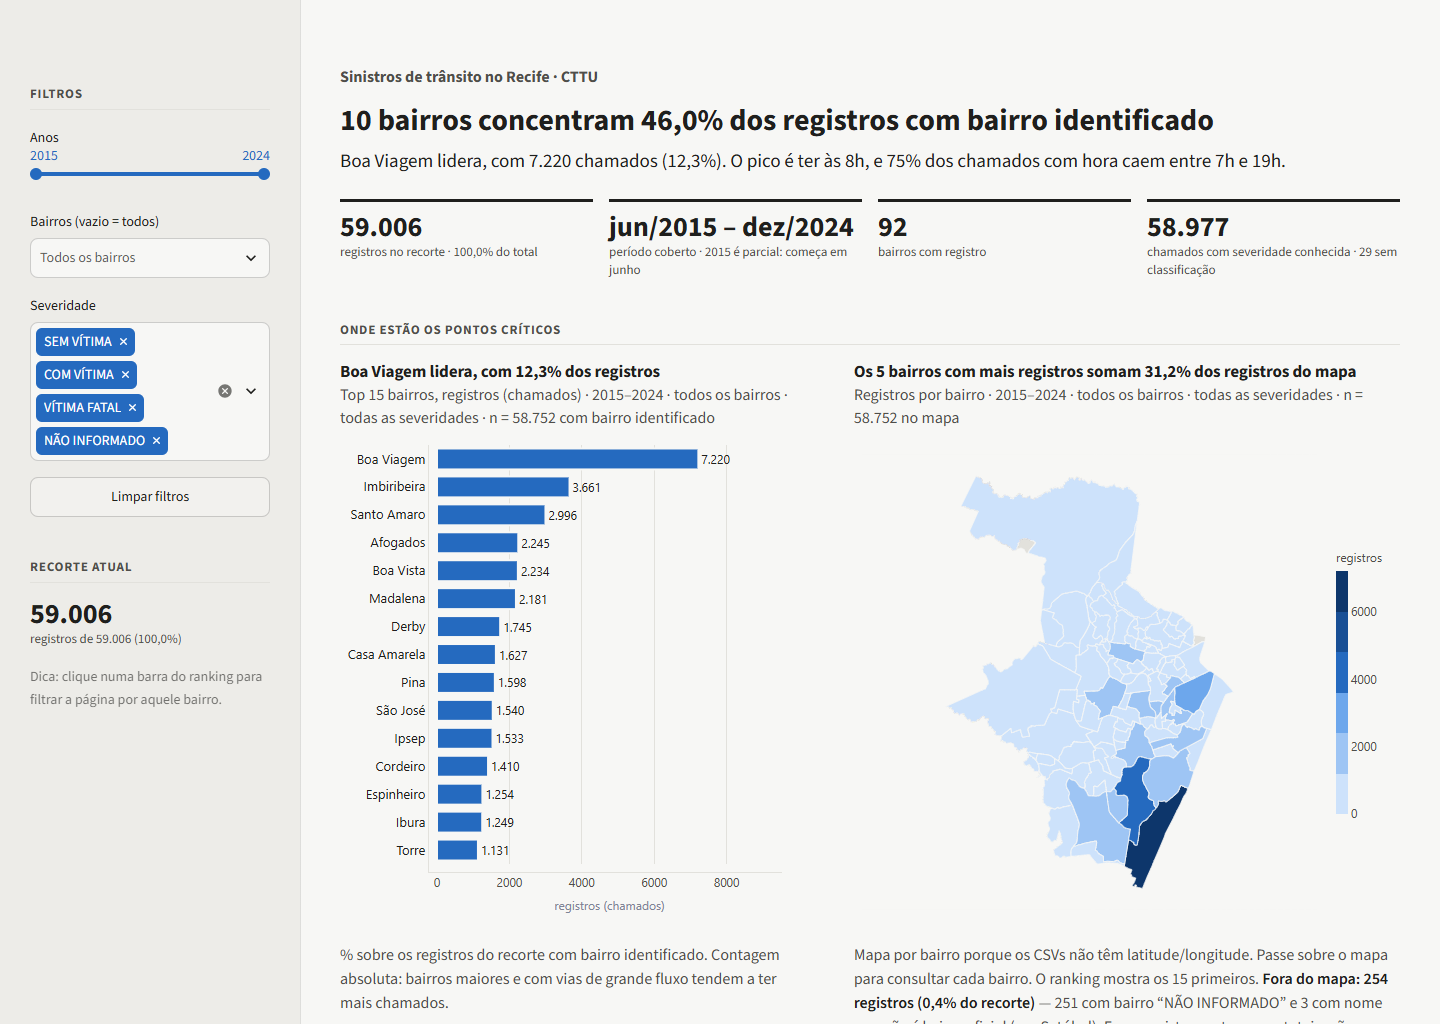 FILTROS
Anos
2015 2024
Bairros (vazio = todos)
Todos os bairros
Severidade
SEM VÍTIMA ×
COM VÍTIMA ×
VÍTIMA FATAL ×
NÃO INFORMADO ×
Limpar filtros
RECORTE ATUAL
59.006
registros de 59.006 (100,0%)
Dica: clique numa barra do ranking para
filtrar a página por aquele bairro.
Sinistros de trânsito no Recife · CTTU
10 bairros concentram 46,0% dos registros com bairro identificado
Boa Viagem lidera, com 7.220 chamados (12,3%). O pico é ter às 8h, e 75% dos chamados com hora caem entre 7h e 19h.
59.006
registros no recorte · 100,0% do total
jun/2015 – dez/2024
período coberto · 2015 é parcial: começa em
junho
92
bairros com registro
58.977
chamados com severidade conhecida · 29 sem
classificação
ONDE ESTÃO OS PONTOS CRÍTICOS
Boa Viagem lidera, com 12,3% dos registros
Top 15 bairros, registros (chamados) · 2015–2024 · todos os bairros ·
todas as severidades · n = 58.752 com bairro identificado
Boa Viagem 7.220
Imbiribeira 3.661
Santo Amaro 2.996
Afogados 2.245
Boa Vista 2.234
Madalena 2.181
Derby 1.745
Casa Amarela 1.627
Pina 1.598
São José 1.540
Ipsep 1.533
Cordeiro 1.410
Espinheiro 1.254
Ibura 1.249
Torre 1.131
0 2000 4000 6000 8000
registros (chamados)
% sobre os registros do recorte com bairro identificado. Contagem
absoluta: bairros maiores e com vias de grande fluxo tendem a ter
mais chamados.
Os 5 bairros com mais registros somam 31,2% dos registros do mapa
Registros por bairro · 2015–2024 · todos os bairros · todas as severidades · n =
58.752 no mapa
registros
6000
4000
2000
0
Mapa por bairro porque os CSVs não têm latitude/longitude. Passe sobre o mapa
para consultar cada bairro. O ranking mostra os 15 primeiros. Fora do mapa: 254
registros (0,4% do recorte) — 251 com bairro “NÃO INFORMADO” e 3 com nome